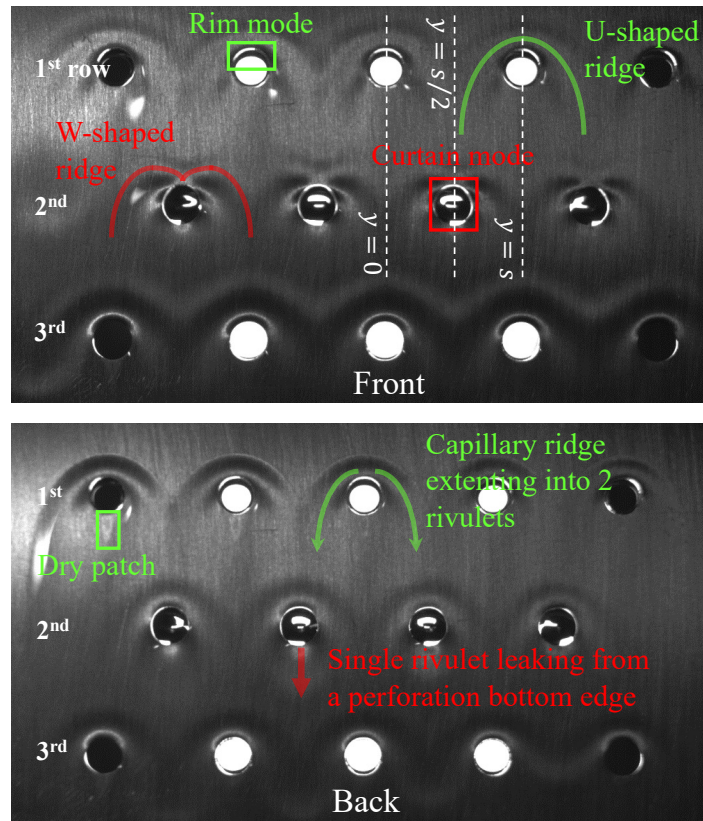 Rim mode
U-shaped
ridge
1st row
y = s/2
W-shaped
ridge
Curtain mode
2nd
y = 0
y = s
3rd
Front
Capillary ridge
extenting into 2
rivulets
1st
Dry patch
2nd
Single rivulet leaking from
a perforation bottom edge
3rd
Back